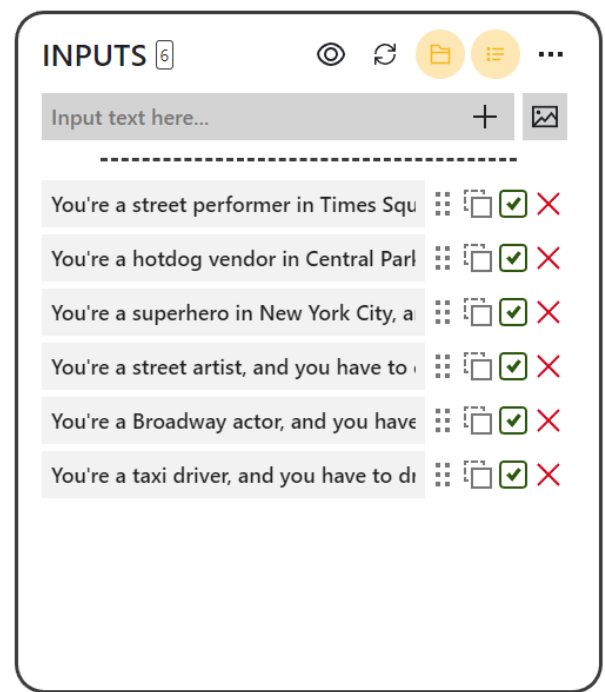 INPUTS 6
Input text here...
You're a street performer in Times Squ
You're a hotdog vendor in Central Park
You're a superhero in New York City, a
You're a street artist, and you have to
You're a Broadway actor, and you have
You're a taxi driver, and you have to